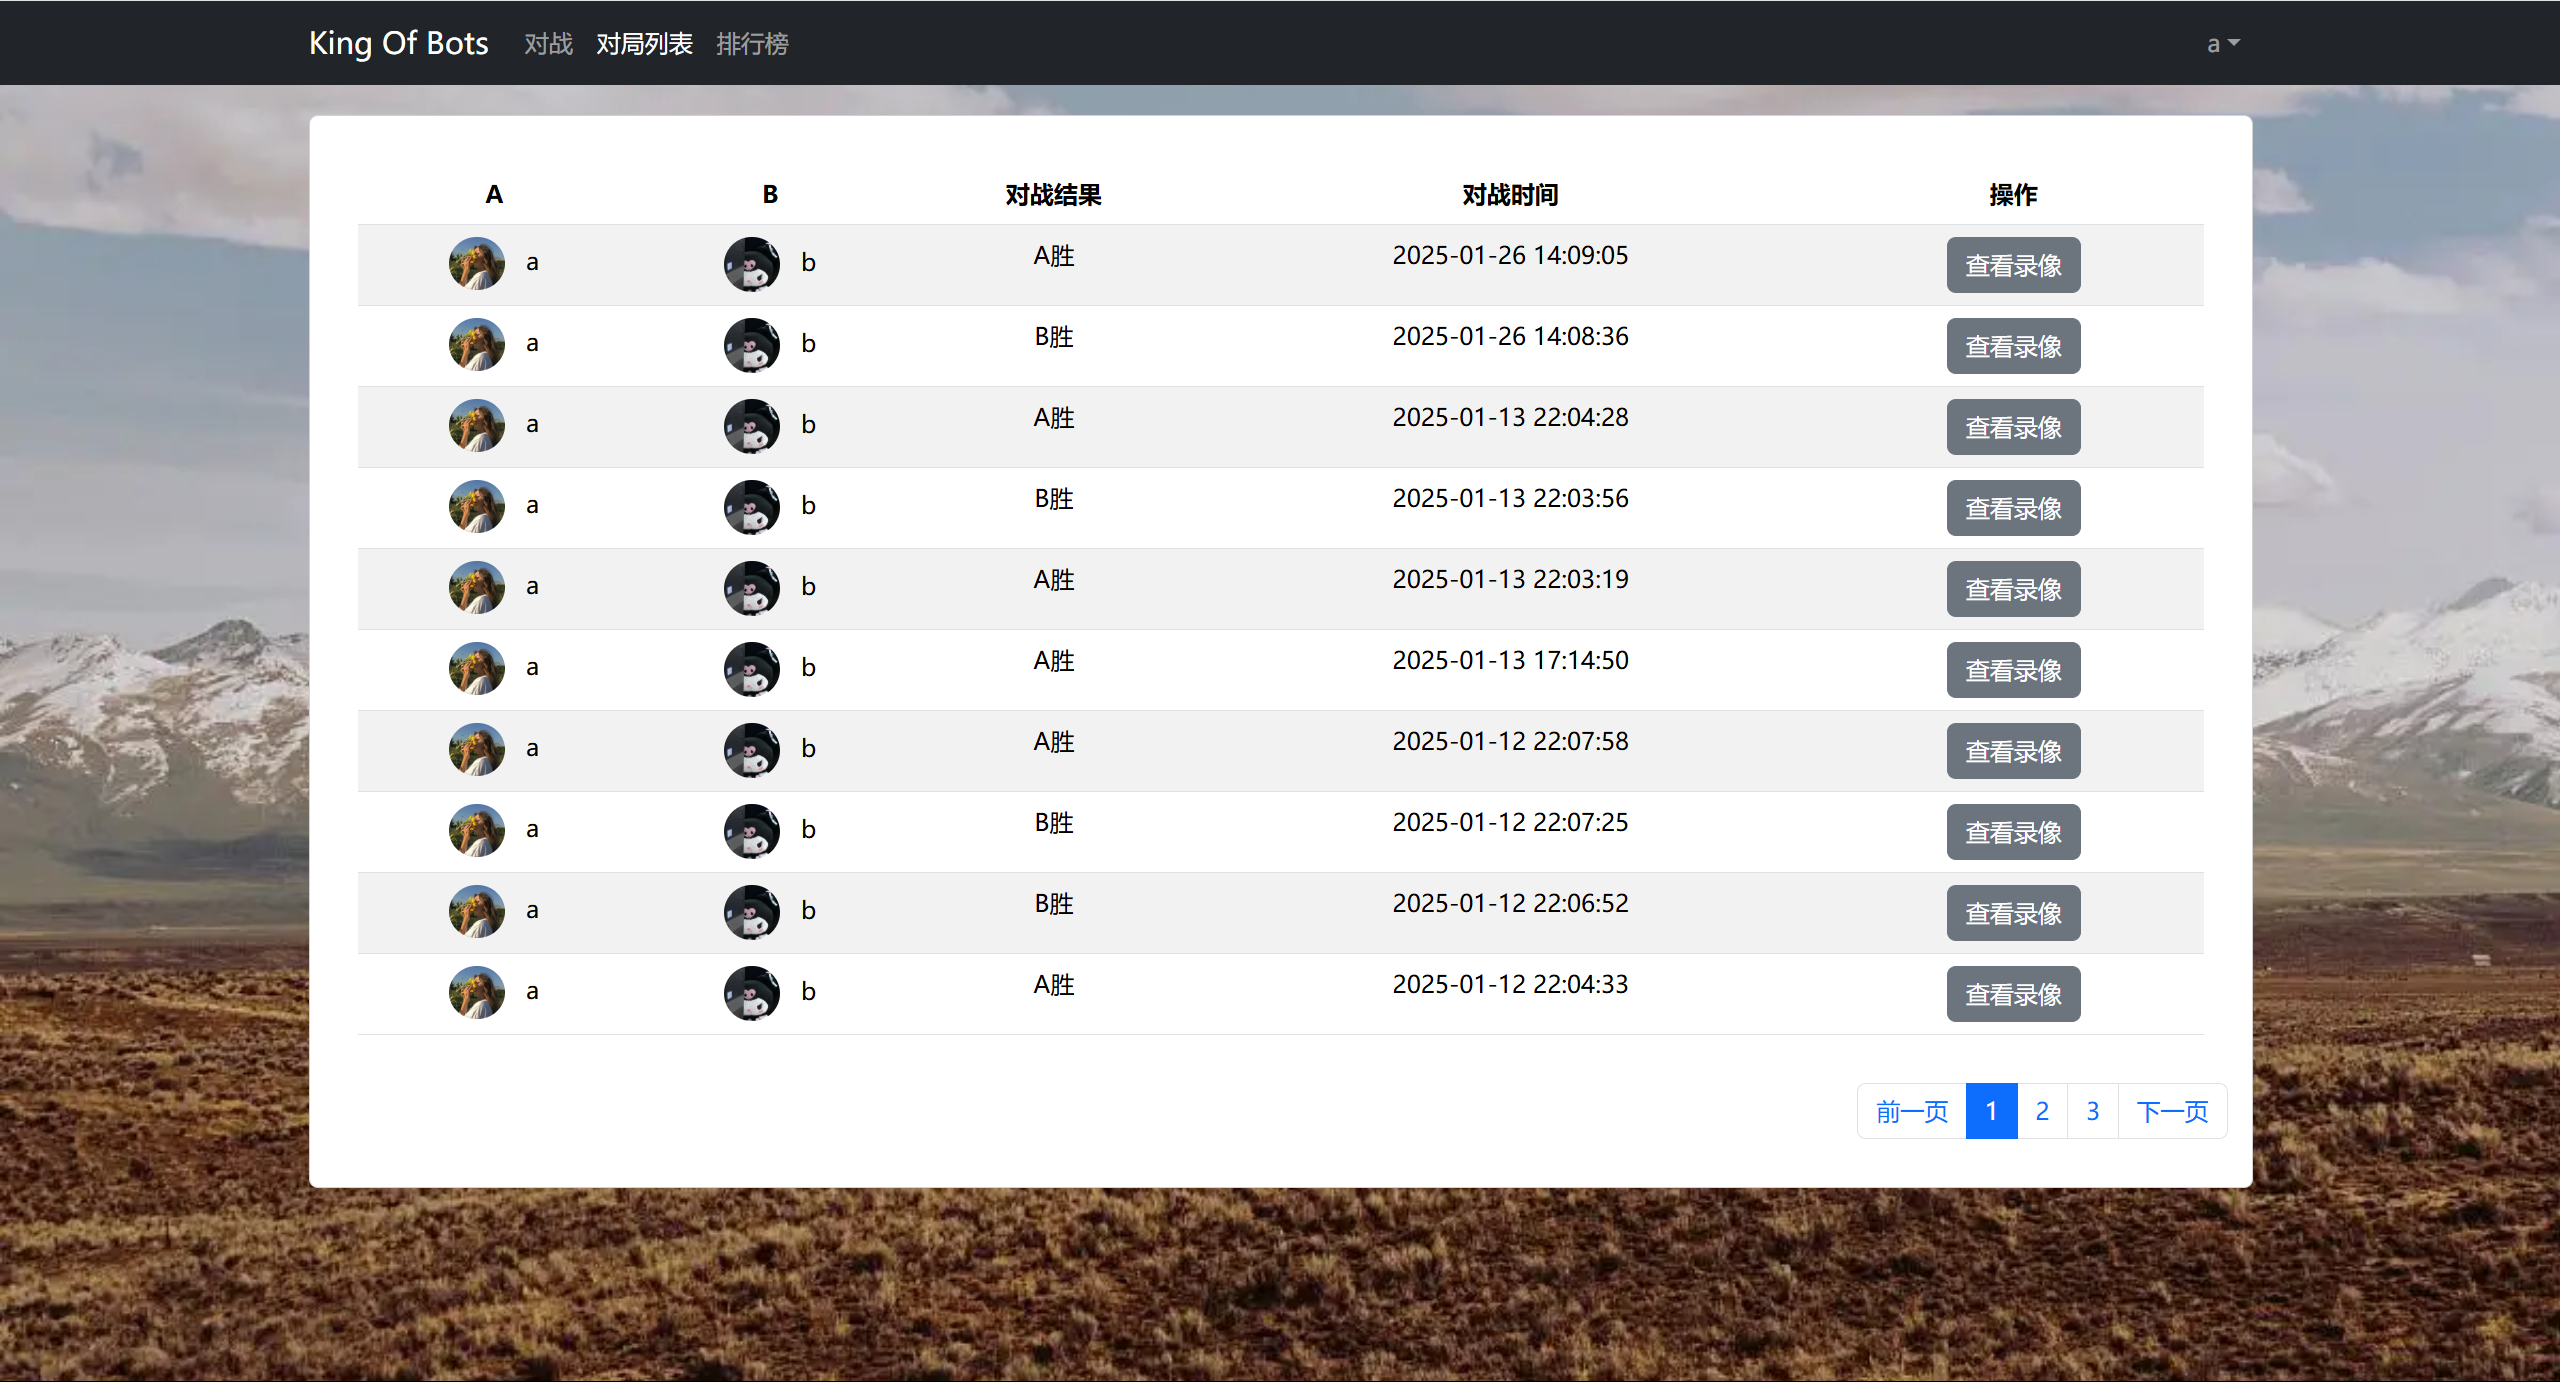 King Of Bots 对战 对局列表 排行榜 a
A B 对战结果 对战时间 操作
a b A胜 2025-01-26 14:09:05 查看录像
a b B胜 2025-01-26 14:08:36 查看录像
a b A胜 2025-01-13 22:04:28 查看录像
a b B胜 2025-01-13 22:03:56 查看录像
a b A胜 2025-01-13 22:03:19 查看录像
a b A胜 2025-01-13 17:14:50 查看录像
a b A胜 2025-01-12 22:07:58 查看录像
a b B胜 2025-01-12 22:07:25 查看录像
a b B胜 2025-01-12 22:06:52 查看录像
a b A胜 2025-01-12 22:04:33 查看录像
前一页 1 2 3 下一页